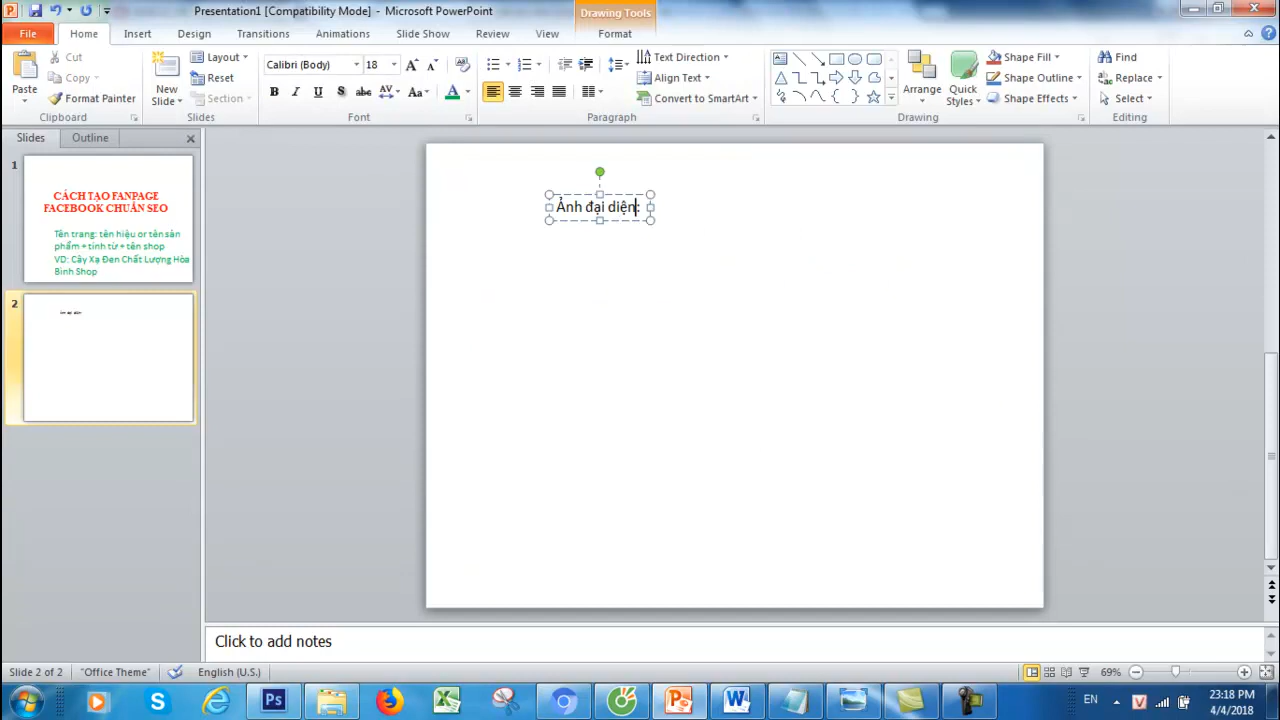 Presentation1 [Compatibility Mode] - Microsoft PowerPoint
Drawing Tools
File Home Insert Design Transitions Animations Slide Show Review View Format
Paste
Cut
Copy
Format Painter
Clipboard
New Slide
Layout
Reset
Section
Slides
Calibri (Body) 18
Font
Text Direction
Align Text
Convert to SmartArt
Paragraph
Arrange
Quick Styles
Shape Fill
Shape Outline
Shape Effects
Drawing
Find
Replace
Select
Editing
Slides Outline
1
CÁCH TẠO FANPAGE
FACEBOOK CHUẨN SEO
Tên trang: tên hiệu or tên sản
phẩm + tính từ + tên shop
VD: Cây Xạ Đen Chất Lượng Hòa
Bình Shop
2
Ảnh đại diện:
Click to add notes
Slide 2 of 2 "Office Theme" English (U.S.) 69%
EN
23:18 PM
4/4/2018